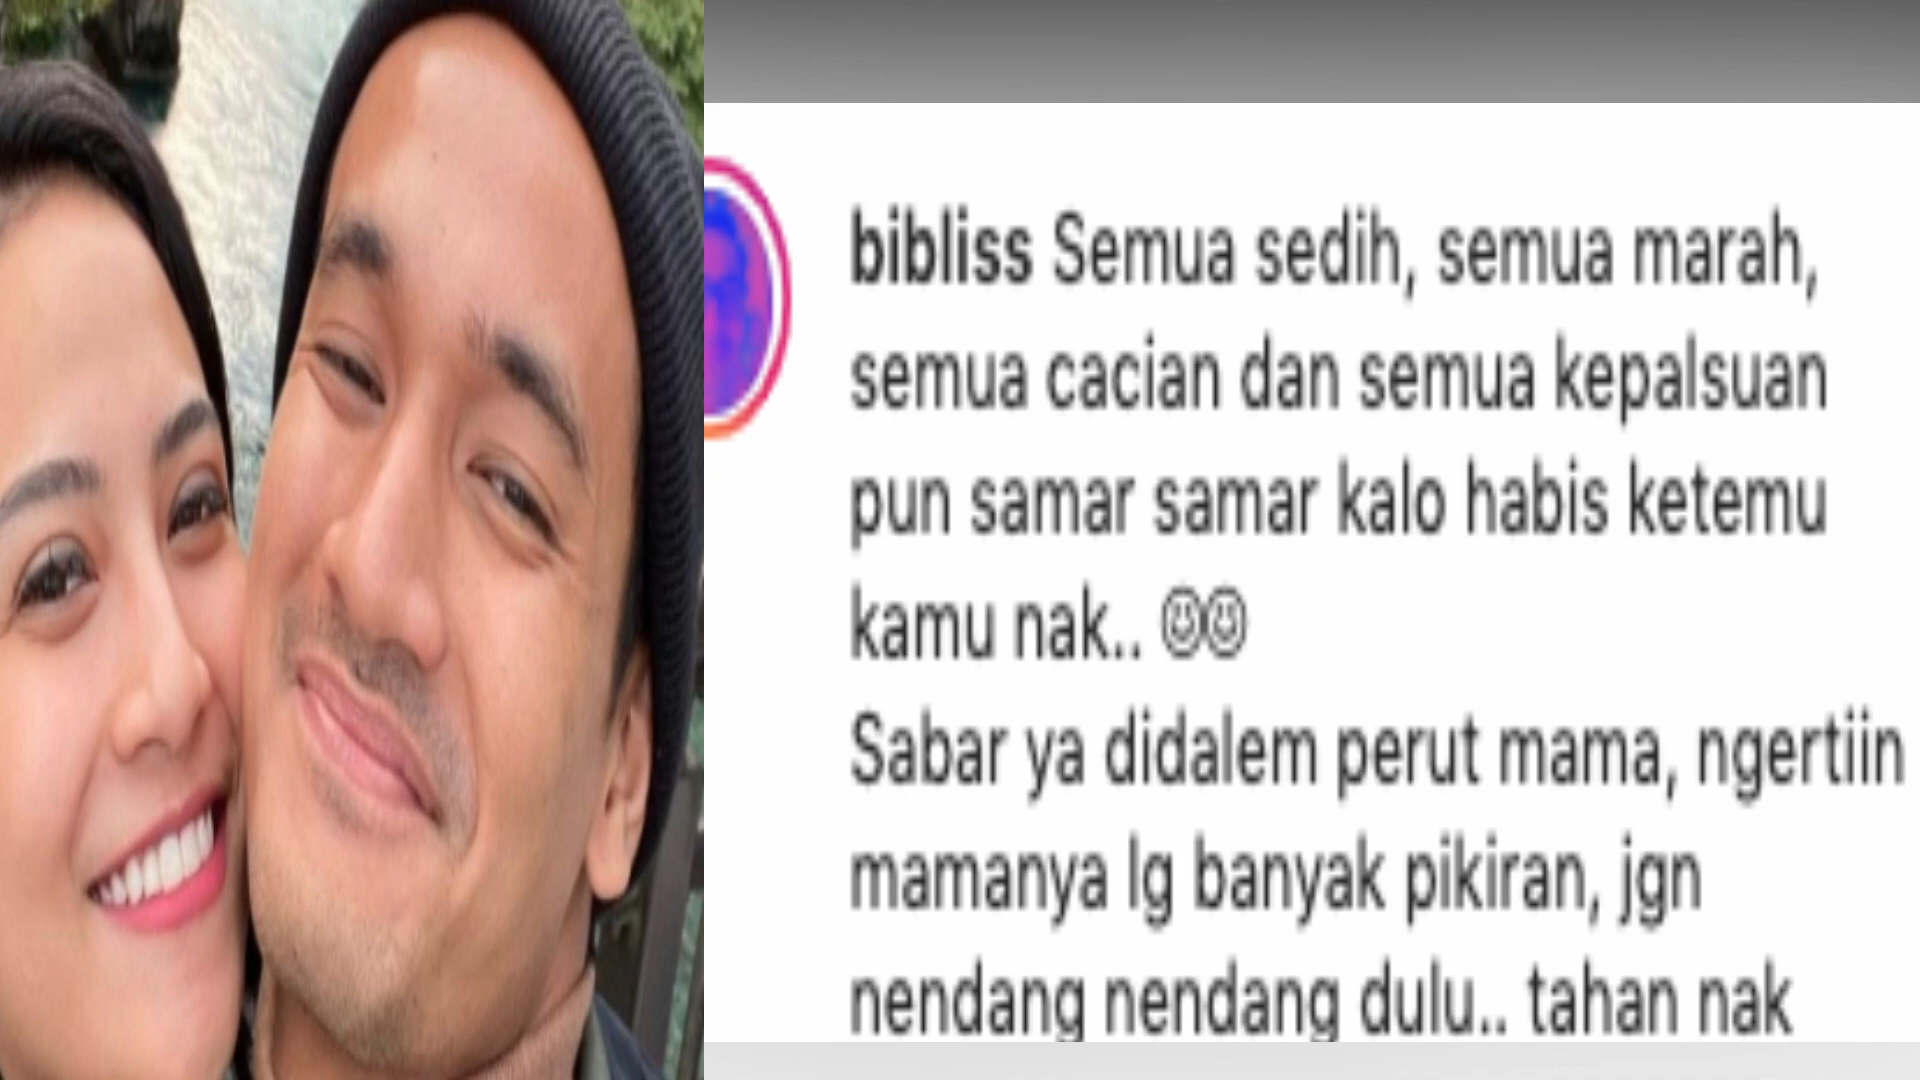 bibliss Semua sedih, semua marah,
semua cacian dan semua kepalsuan
pun samar samar kalo habis ketemu
kamu nak.. ☺☺
Sabar ya didalem perut mama, ngertiin
mamanya lg banyak pikiran, jgn
nendang nendang dulu.. tahan nak